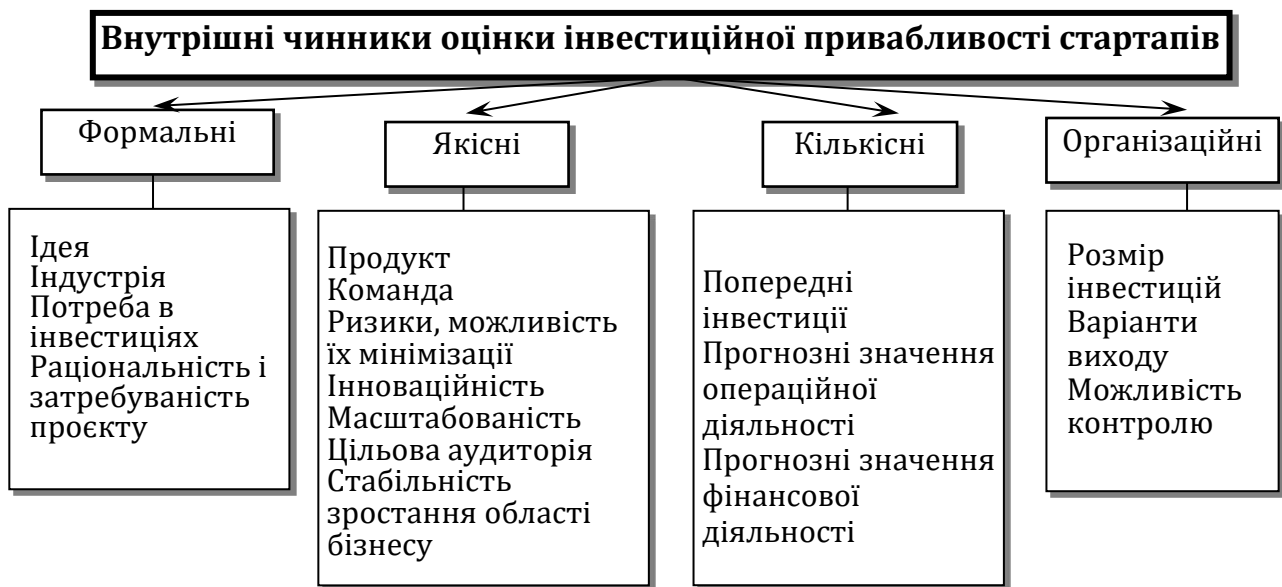 Внутрішні чинники оцінки інвестиційної привабливості стартапів
Формальні
Ідея
Індустрія
Потреба в
інвестиціях
Раціональність і
затребуваність
проєкту
Якісні
Продукт
Команда
Ризики, можливість
їх мінімізації
Інноваційність
Масштабованість
Цільова аудиторія
Стабільність
зростання області
бізнесу
Кількісні
Попередні
інвестиції
Прогнозні значення
операційної
діяльності
Прогнозні значення
фінансової
діяльності
Організаційні
Розмір
інвестицій
Варіанти
виходу
Можливість
контролю